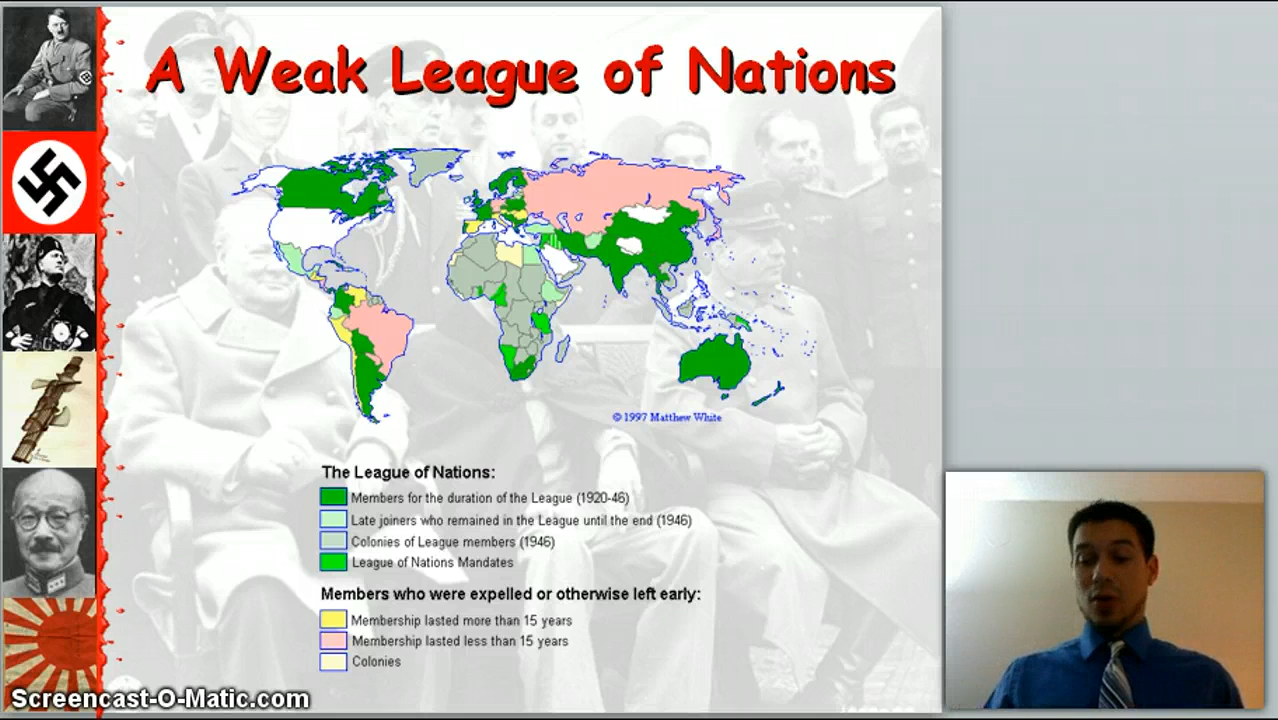 A Weak League of Nations
© 1997 Matthew White
The League of Nations:
Members for the duration of the League (1920-46)
Late joiners who remained in the League until the end (1946)
Colonies of League members (1946)
League of Nations Mandates
Members who were expelled or otherwise left early:
Membership lasted more than 15 years
Membership lasted less than 15 years
Colonies
Screencast-O-Matic.com